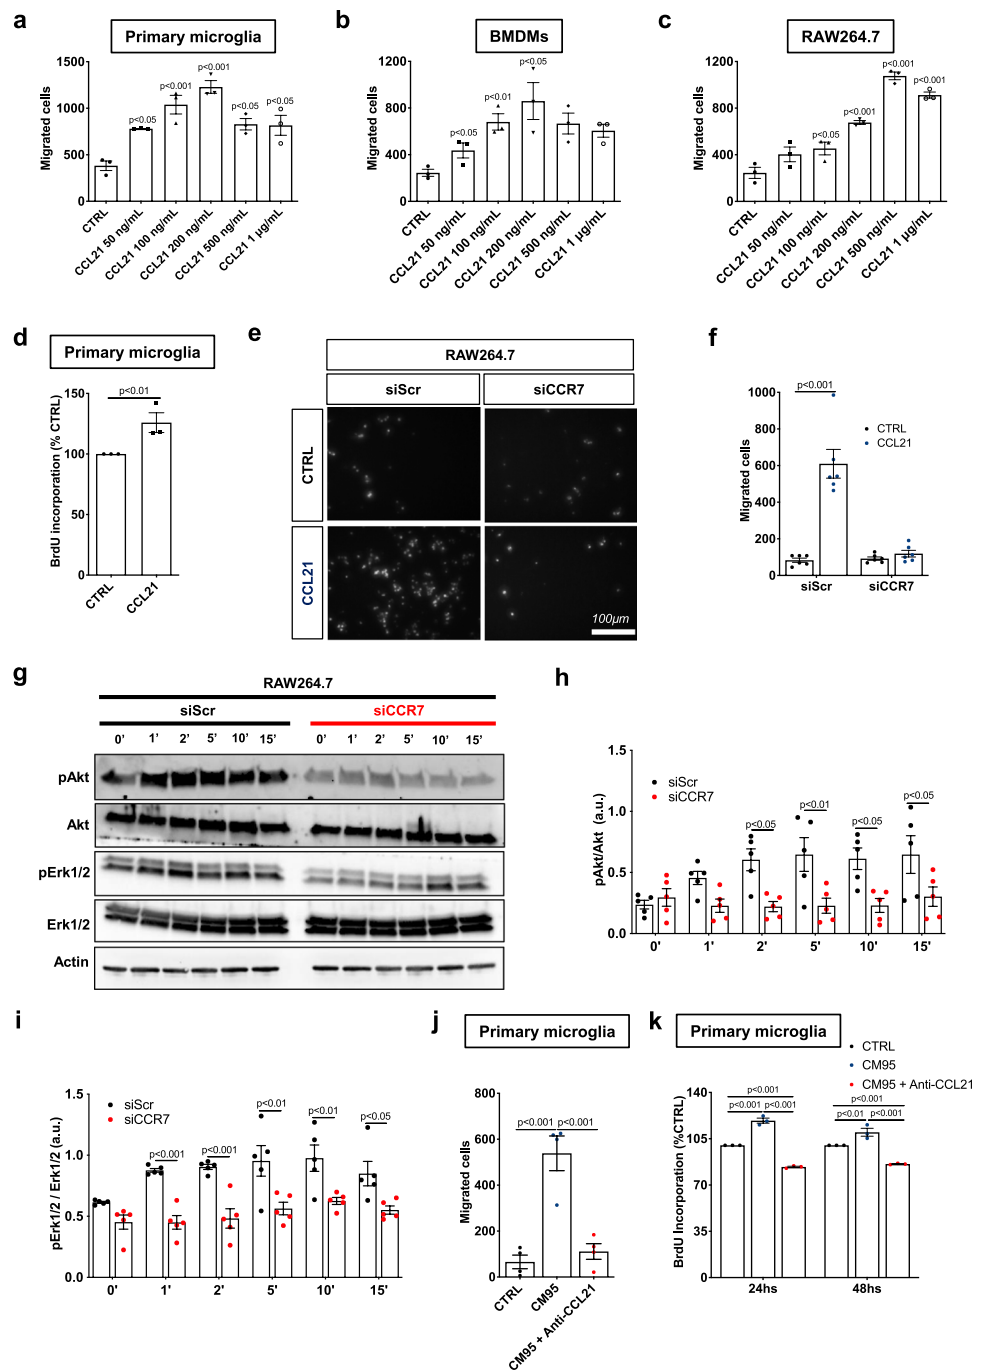 a
Primary microglia
b
BMDMs
c
RAW264.7
Migrated cells
1500
1000
500
0
p<0.05
p<0.001
p<0.001
p<0.05
p<0.05
CTRL
CCL21 50 ng/mL
CCL21 100 ng/mL
CCL21 200 ng/mL
CCL21 500 ng/mL
CCL21 1 µg/mL
Migrated cells
1200
800
400
0
p<0.05
p<0.01
p<0.05
CTRL
CCL21 50 ng/mL
CCL21 100 ng/mL
CCL21 200 ng/mL
CCL21 500 ng/mL
CCL21 1 µg/mL
Migrated cells
1200
800
400
0
p<0.05
p<0.001
p<0.001
p<0.001
CTRL
CCL21 50 ng/mL
CCL21 100 ng/mL
CCL21 200 ng/mL
CCL21 500 ng/mL
CCL21 1 µg/mL
d
Primary microglia
BrdU incorporation (% CTRL)
150
100
50
0
p<0.01
CTRL
CCL21
e
RAW264.7
siScr
siCCR7
CTRL
CCL21
100µm
f
Migrated cells
1000
800
600
400
200
0
p<0.001
CTRL
CCL21
siScr
siCCR7
g
RAW264.7
siScr
siCCR7
0' 1' 2' 5' 10' 15' 0' 1' 2' 5' 10' 15'
pAkt
Akt
pErk1/2
Erk1/2
Actin
h
pAkt/Akt (a.u.)
1.5
1.0
0.5
0.0
siScr
siCCR7
p<0.05
p<0.01
p<0.05
p<0.05
0' 1' 2' 5' 10' 15'
i
pErk1/2 / Erk1/2 (a.u.)
1.5
1.0
0.5
0.0
siScr
siCCR7
p<0.001
p<0.001
p<0.01
p<0.01
p<0.05
0' 1' 2' 5' 10' 15'
j
Primary microglia
Migrated cells
800
600
400
200
0
p<0.001 p<0.001
CTRL
CM95
CM95 + Anti-CCL21
k
Primary microglia
CTRL
CM95
CM95 + Anti-CCL21
BrdU Incorporation (%CTRL)
140
105
70
35
0
p<0.001
p<0.001 p<0.001
p<0.001
p<0.01 p<0.001
24hs
48hs